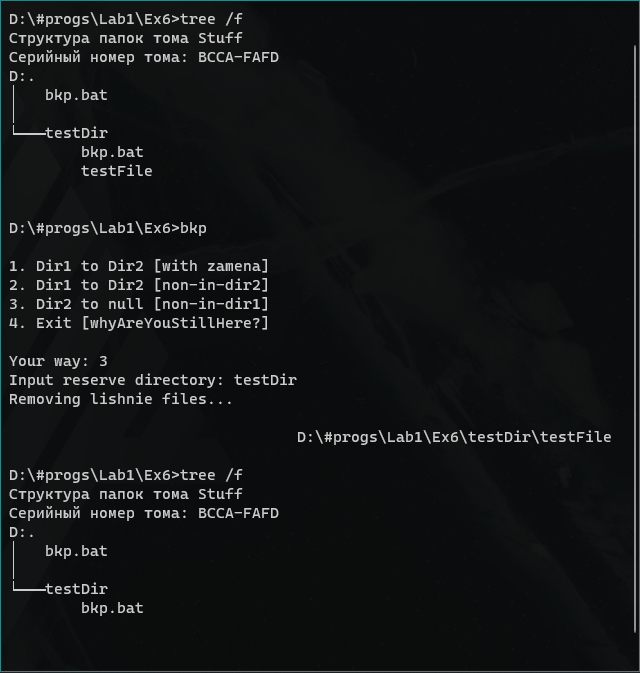 D:\#progs\Lab1\Ex6>tree /f
Структура папок тома Stuff
Серийный номер тома: BCCA-FAFD
D:.
│   bkp.bat
│
└───testDir
        bkp.bat
        testFile
D:\#progs\Lab1\Ex6>bkp
1. Dir1 to Dir2 [with zamena]
2. Dir1 to Dir2 [non-in-dir2]
3. Dir2 to null [non-in-dir1]
4. Exit [whyAreYouStillHere?]
Your way: 3
Input reserve directory: testDir
Removing lishnie files...
D:\#progs\Lab1\Ex6\testDir\testFile
D:\#progs\Lab1\Ex6>tree /f
Структура папок тома Stuff
Серийный номер тома: BCCA-FAFD
D:.
│   bkp.bat
│
└───testDir
        bkp.bat